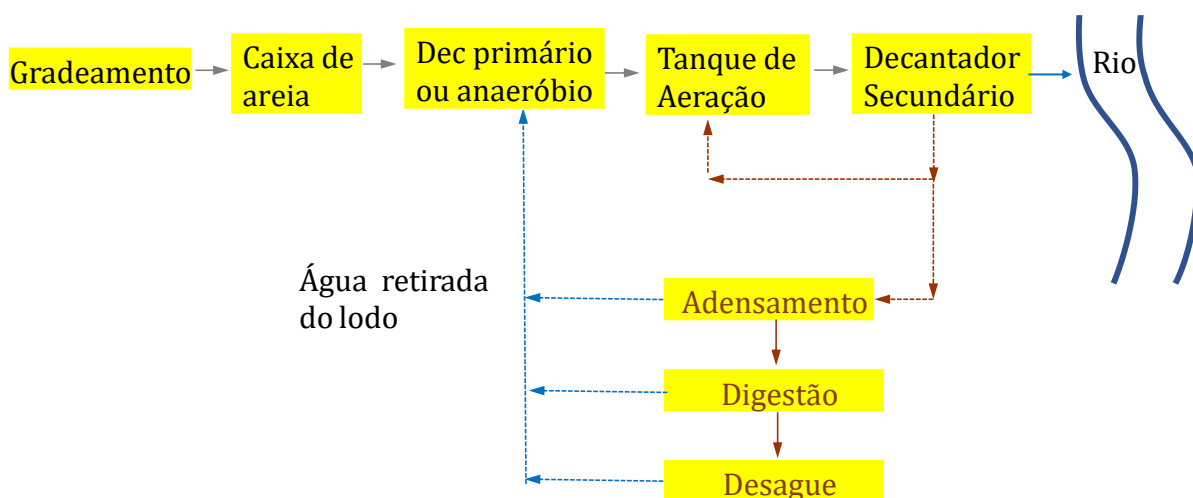 Gradeamento
Caixa de
areia
Dec primário
ou anaeróbio
Tanque de
Aeração
Decantador
Secundário
Rio
Água retirada
do lodo
Adensamento
Digestão
Desague